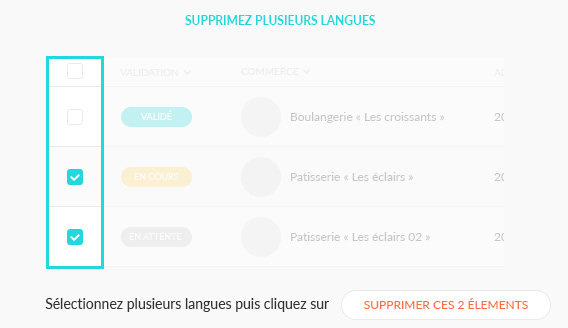 SUPPRIMEZ PLUSIEURS LANGUES
VALIDATION COMMERCE
VALIDÉ Boulangerie « Les croissants » 20
EN COURS Patisserie « Les éclairs » 20
EN ATTENTE Patisserie « Les éclairs 02 » 20
Sélectionnez plusieurs langues puis cliquez sur SUPPRIMER CES 2 ÉLEMENTS